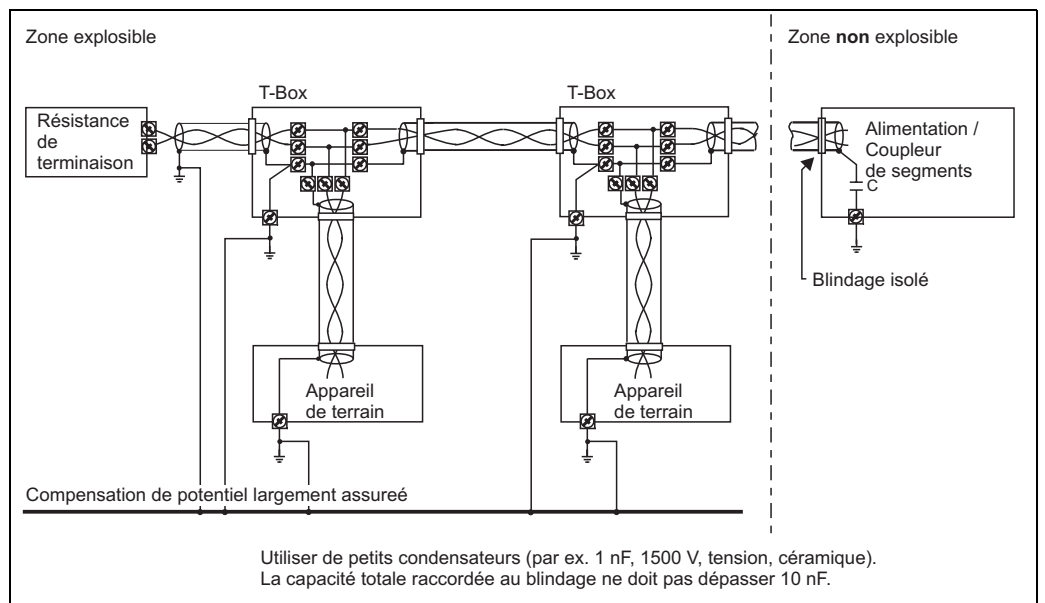 Zone explosible
Zone non explosible
T-Box
T-Box
Résistance
de
terminaison
Alimentation /
Coupleur
de segments
C
Blindage isolé
Appareil
de terrain
Appareil
de terrain
Compensation de potentiel largement assureé
Utiliser de petits condensateurs (par ex. 1 nF, 1500 V, tension, céramique).
La capacité totale raccordée au blindage ne doit pas dépasser 10 nF.